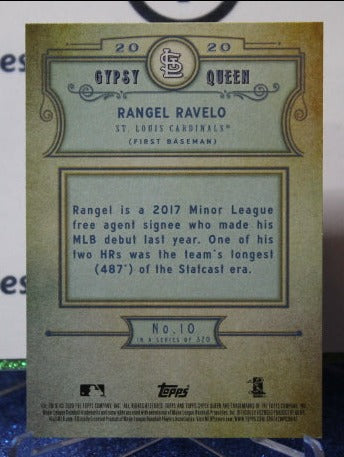 20 20
GYPSY QUEEN
RANGEL RAVELO
ST. LOUIS CARDINALS®
(FIRST BASEMAN)
Rangel is a 2017 Minor League
free agent signee who made his
MLB debut last year. One of his
two HRs was the team's longest
(487') of the Statcast era.
No. 10
IN A SERIES OF 320
Topps